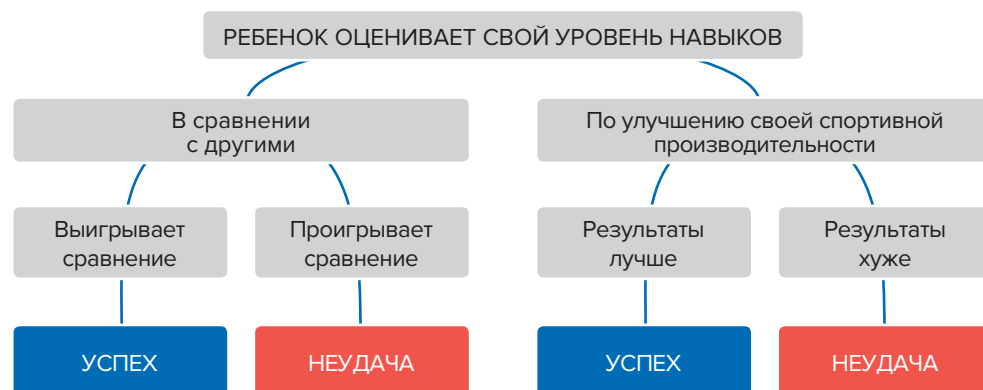 РЕБЕНОК ОЦЕНИВАЕТ СВОЙ УРОВЕНЬ НАВЫКОВ
В сравнении
с другими
По улучшению своей спортивной
производительности
Выигрывает
сравнение
Проигрывает
сравнение
Результаты
лучше
Результаты
хуже
УСПЕХ
НЕУДАЧА
УСПЕХ
НЕУДАЧА